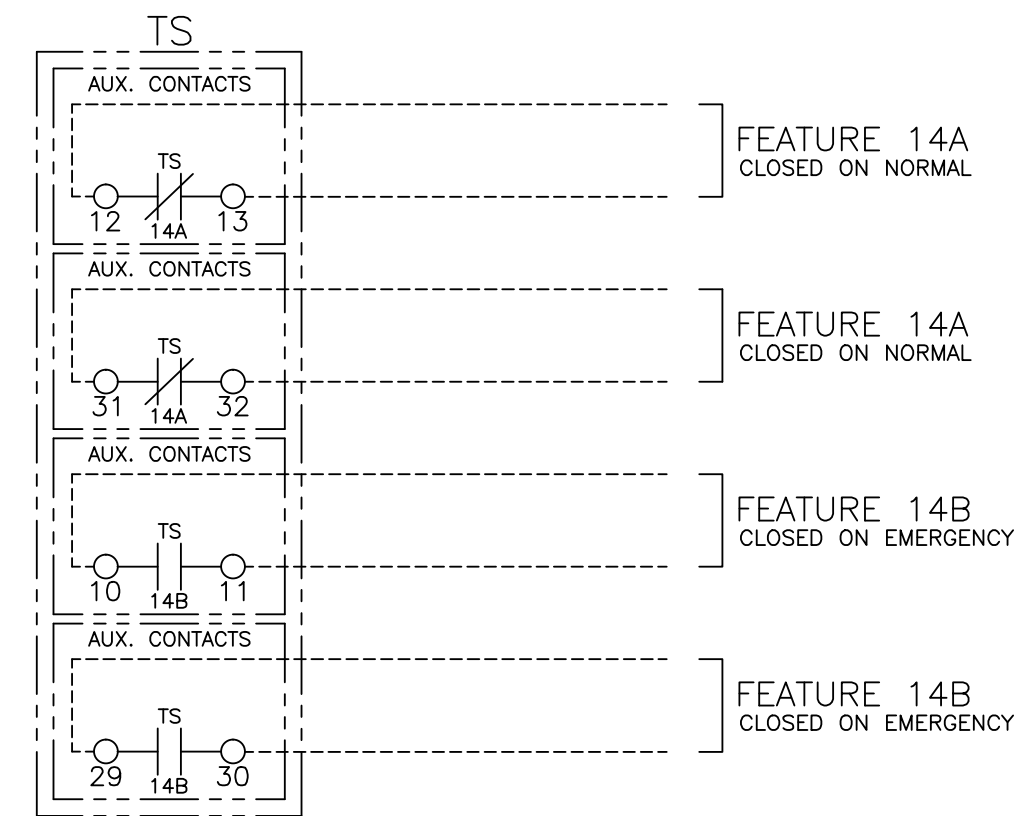 TS
AUX. CONTACTS
TS
12 13
14A
FEATURE 14A
CLOSED ON NORMAL
AUX. CONTACTS
TS
31 32
14A
FEATURE 14A
CLOSED ON NORMAL
AUX. CONTACTS
TS
10 11
14B
FEATURE 14B
CLOSED ON EMERGENCY
AUX. CONTACTS
TS
29 30
14B
FEATURE 14B
CLOSED ON EMERGENCY